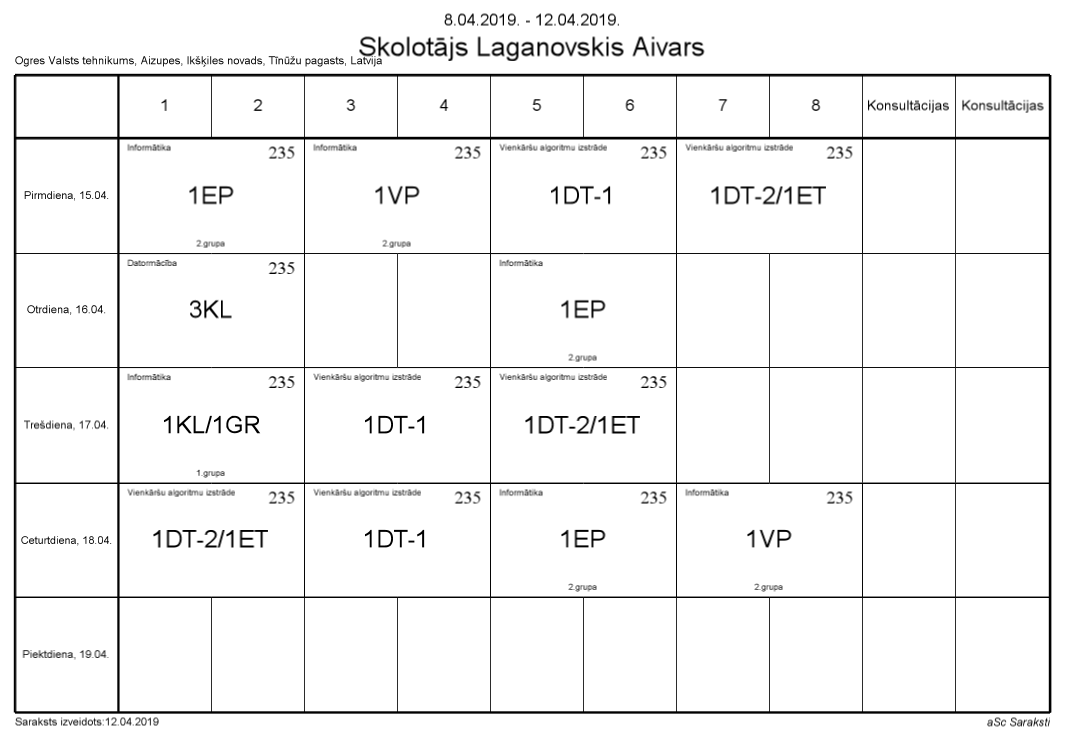 8.04.2019. - 12.04.2019.
Skolotājs Laganovskis Aivars
Ogres Valsts tehnikums, Aizupes, Ikšķiles novads, Tīnūžu pagasts, Latvija
1 2 3 4 5 6 7 8 Konsultācijas Konsultācijas
Informātika 235 Informātika 235 Vienkāršu algoritmu izstrāde 235 Vienkāršu algoritmu izstrāde 235
Pirmdiena, 15.04. 1EP 1VP 1DT-1 1DT-2/1ET
2.grupa 2.grupa
Datormācība 235 Informātika
Otrdiena, 16.04. 3KL 1EP
2.grupa
Informātika 235 Vienkāršu algoritmu izstrāde 235 Vienkāršu algoritmu izstrāde 235
Trešdiena, 17.04. 1KL/1GR 1DT-1 1DT-2/1ET
1.grupa
Vienkāršu algoritmu izstrāde 235 Vienkāršu algoritmu izstrāde 235 Informātika 235 Informātika 235
Ceturtdiena, 18.04. 1DT-2/1ET 1DT-1 1EP 1VP
2.grupa 2.grupa
Piektdiena, 19.04.
Saraksts izveidots:12.04.2019 aSc Saraksti